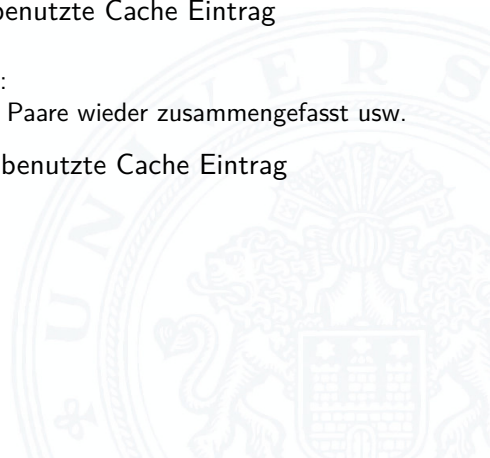 benutzte Cache Eintrag
:
Paare wieder zusammengefasst usw.
benutzte Cache Eintrag
U N I V E R S